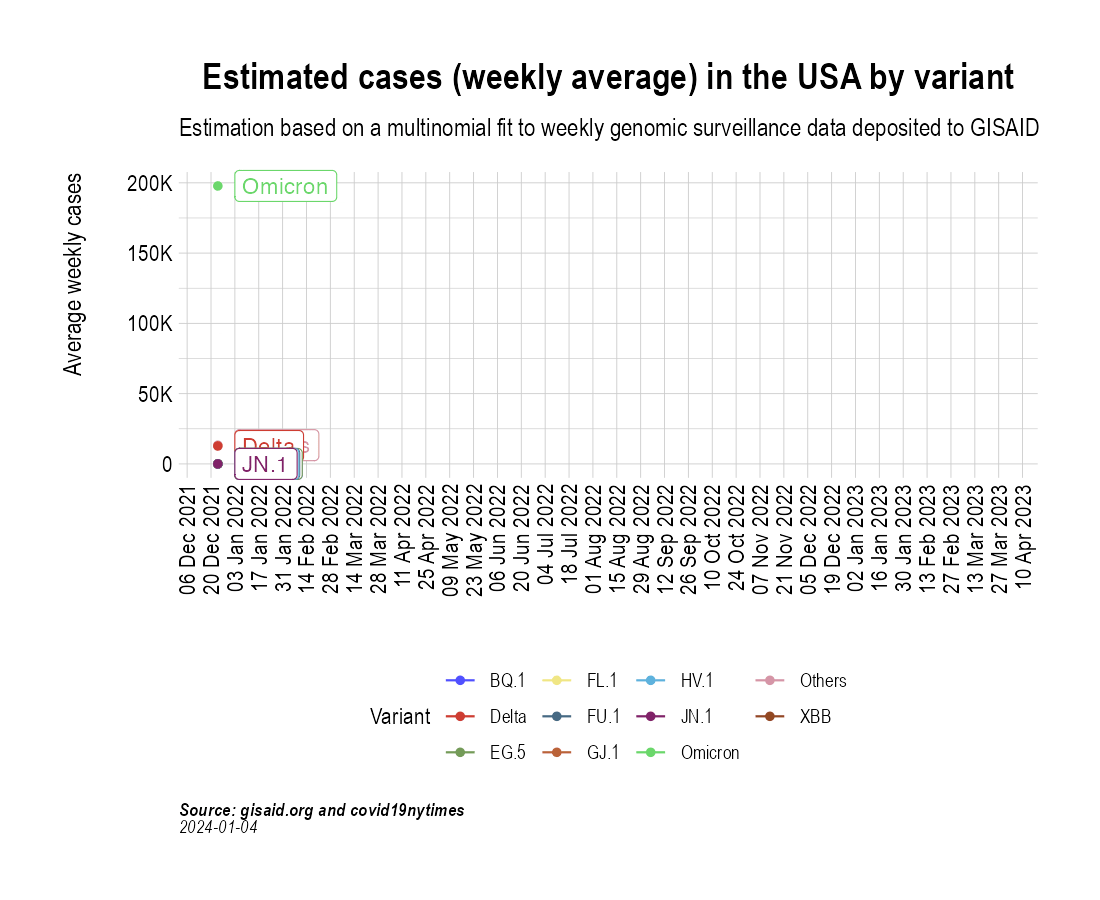 Estimated cases (weekly average) in the USA by variant
Estimation based on a multinomial fit to weekly genomic surveillance data deposited to GISAID
Average weekly cases
200K
150K
100K
50K
0
Omicron
Delta
s
JN.1
06 Dec 2021
20 Dec 2021
03 Jan 2022
17 Jan 2022
31 Jan 2022
14 Feb 2022
28 Feb 2022
14 Mar 2022
28 Mar 2022
11 Apr 2022
25 Apr 2022
09 May 2022
23 May 2022
06 Jun 2022
20 Jun 2022
04 Jul 2022
18 Jul 2022
01 Aug 2022
15 Aug 2022
29 Aug 2022
12 Sep 2022
26 Sep 2022
10 Oct 2022
24 Oct 2022
07 Nov 2022
21 Nov 2022
05 Dec 2022
19 Dec 2022
02 Jan 2023
16 Jan 2023
30 Jan 2023
13 Feb 2023
27 Feb 2023
13 Mar 2023
27 Mar 2023
10 Apr 2023
BQ.1 FL.1 HV.1 Others
Variant Delta FU.1 JN.1 XBB
EG.5 GJ.1 Omicron
Source: gisaid.org and covid19nytimes
2024-01-04